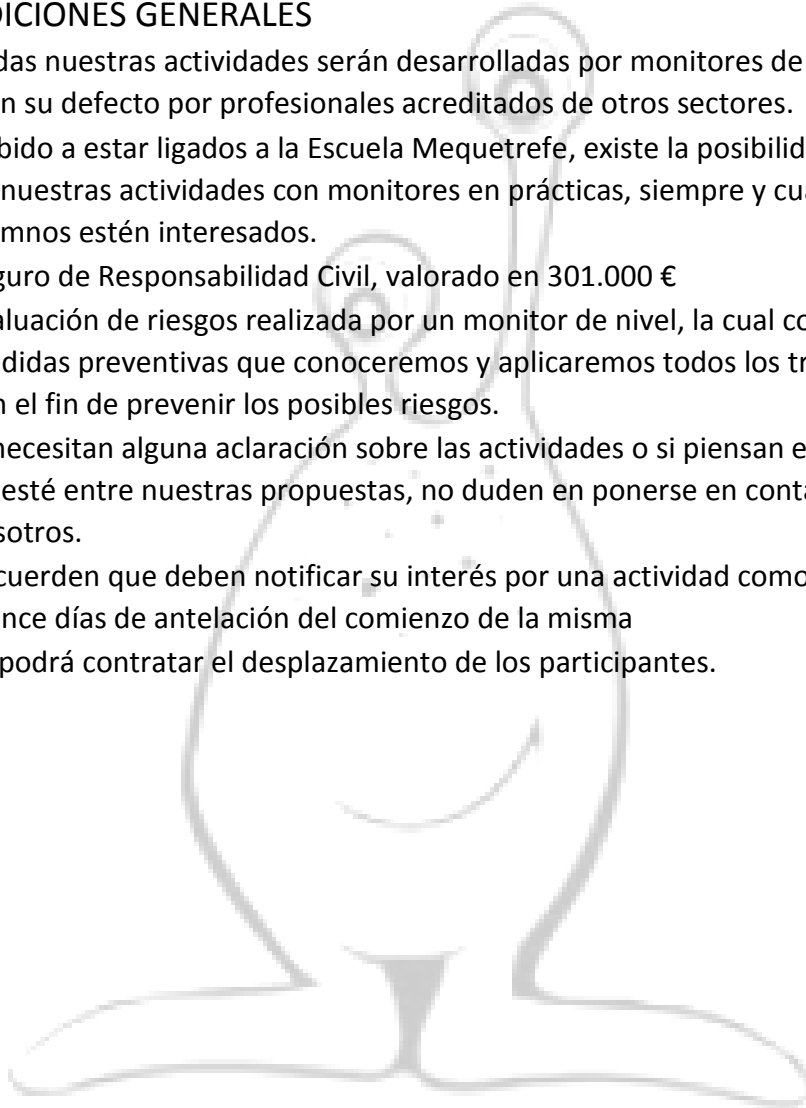 DICIONES GENERALES
das nuestras actividades serán desarrolladas por monitores de
n su defecto por profesionales acreditados de otros sectores.
bido a estar ligados a la Escuela Mequetrefe, existe la posibilid
nuestras actividades con monitores en prácticas, siempre y cua
mnos estén interesados.
guro de Responsabilidad Civil, valorado en 301.000 €
aluación de riesgos realizada por un monitor de nivel, la cual co
didas preventivas que conoceremos y aplicaremos todos los tr
n el fin de prevenir los posibles riesgos.
necesitan alguna aclaración sobre las actividades o si piensan e
esté entre nuestras propuestas, no duden en ponerse en conta
sotros.
cuerden que deben notificar su interés por una actividad como
ince días de antelación del comienzo de la misma
podrá contratar el desplazamiento de los participantes.